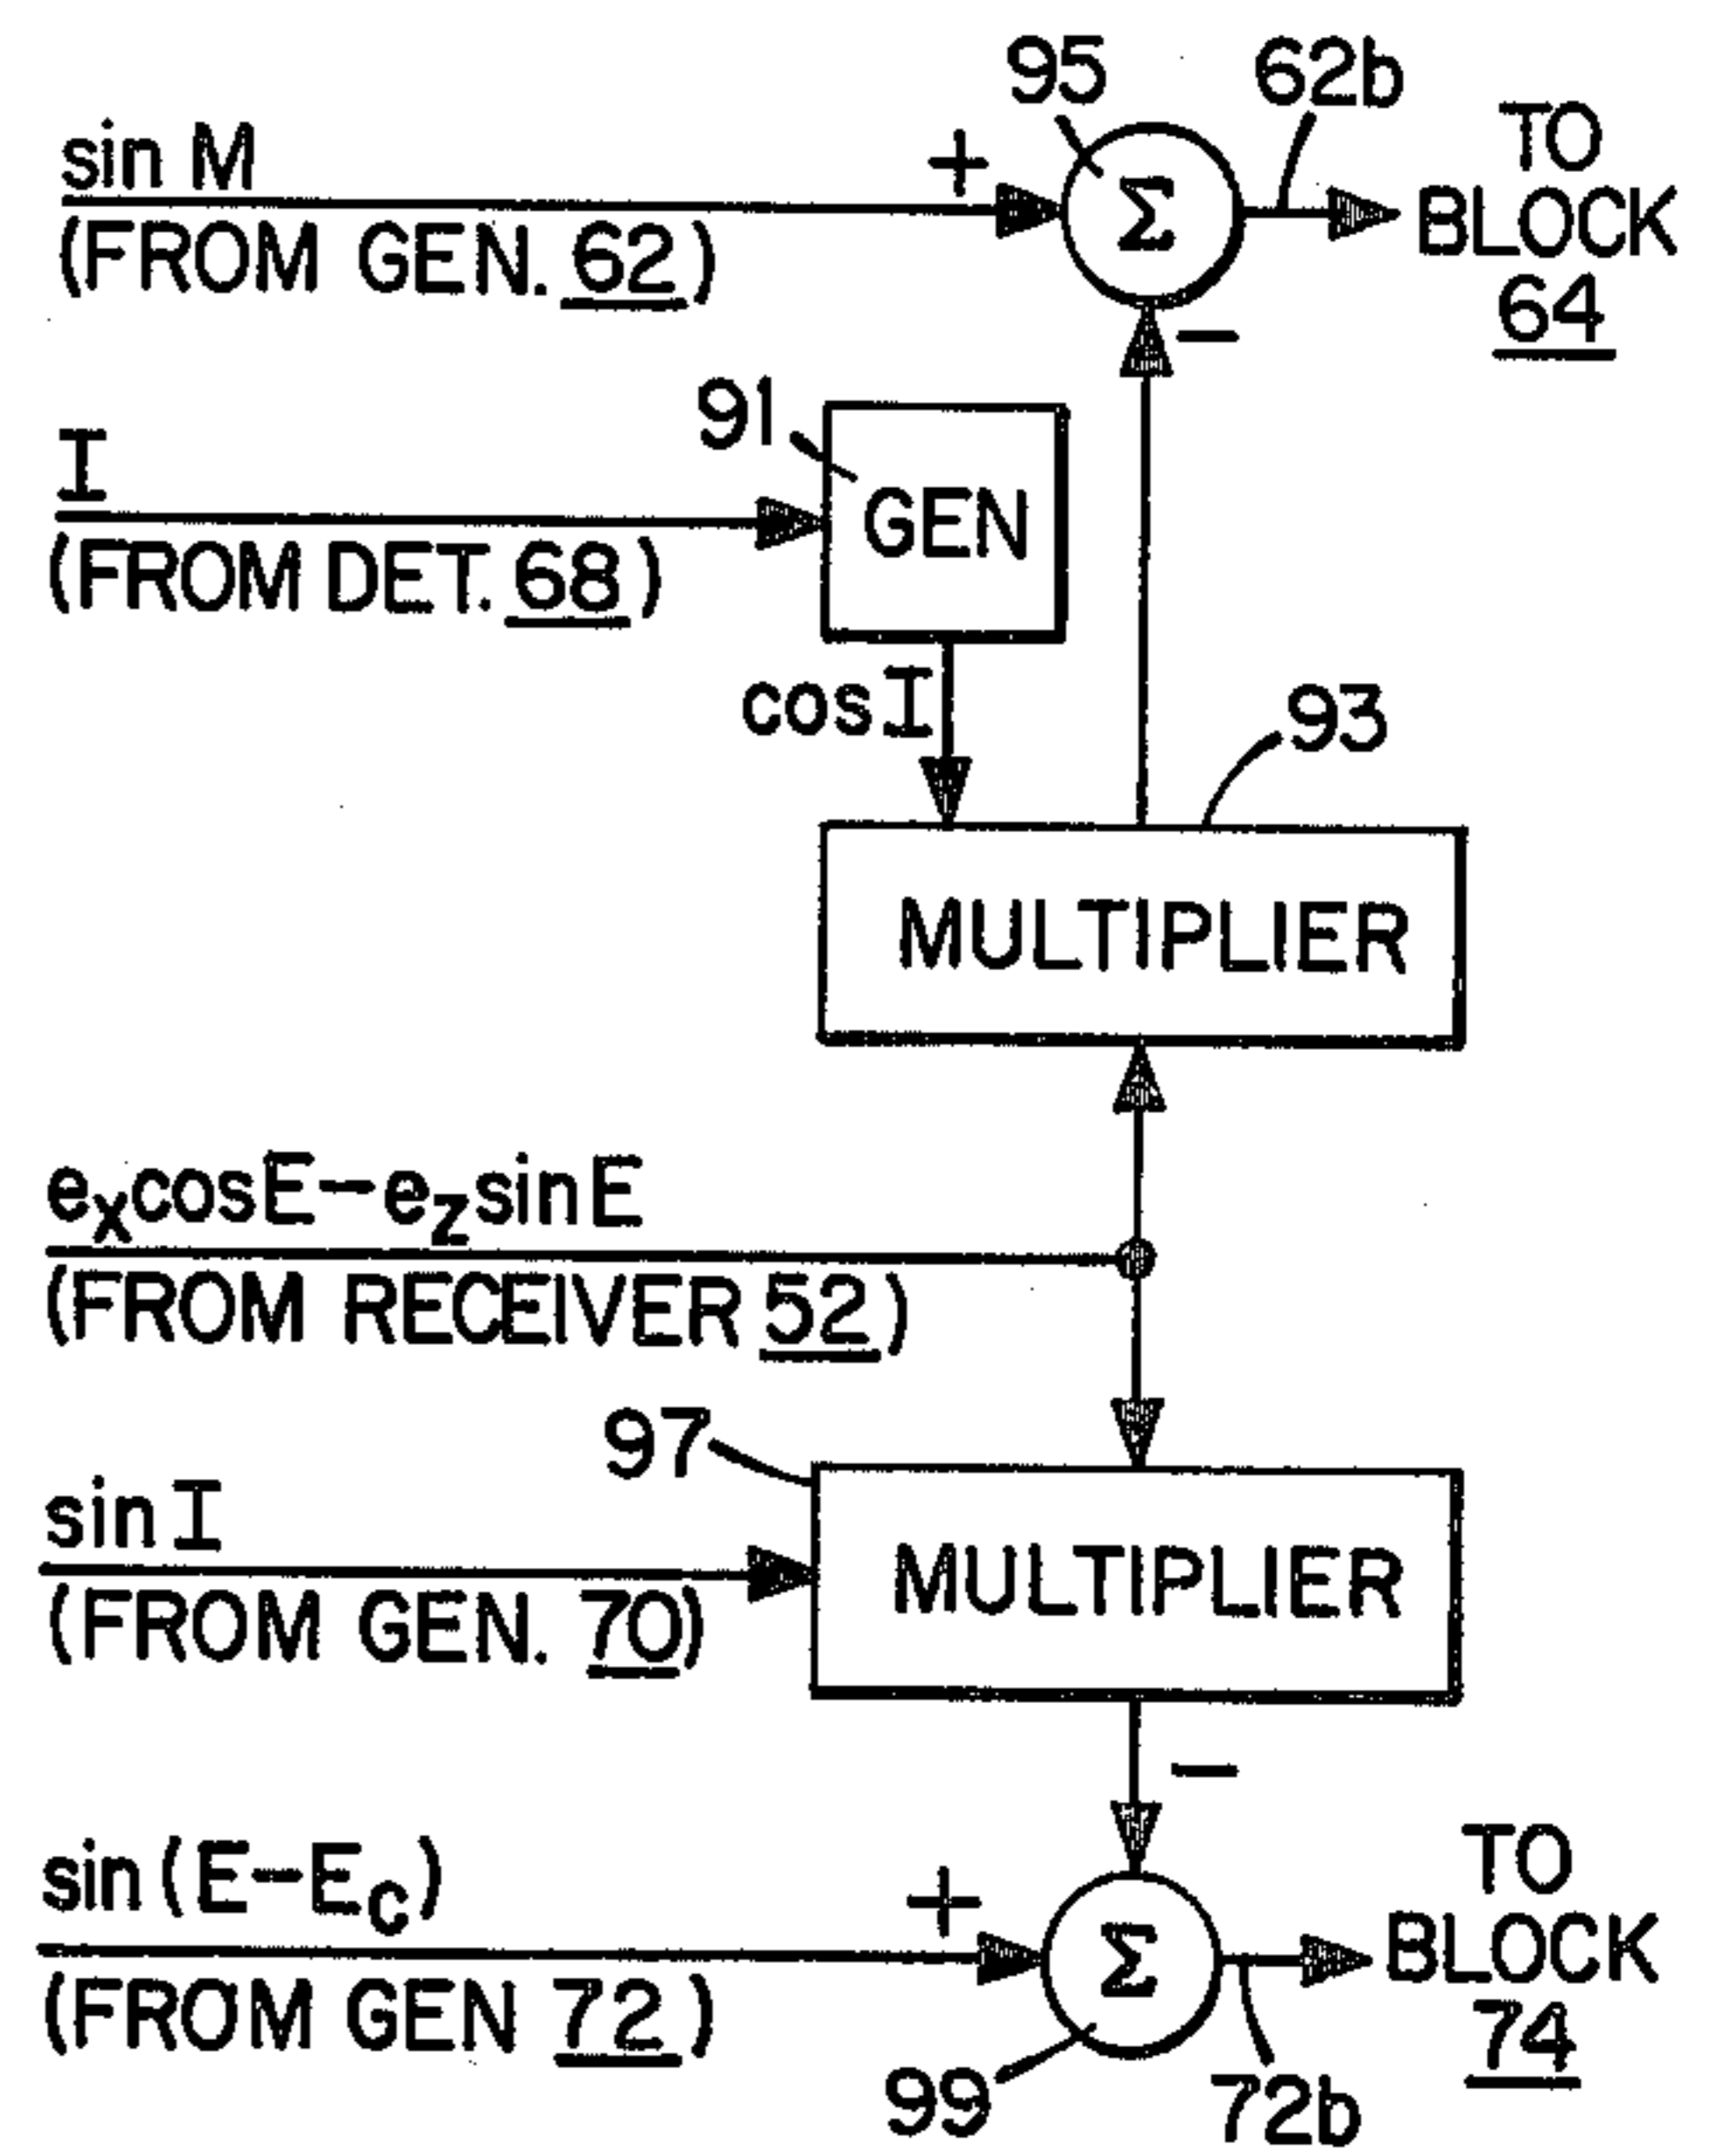 95
62b
sin M
+
Σ
TO
BLOCK
64
(FROM GEN. 62)
−
91
I
GEN
(FROM DET. 68)
cos I
93
MULTIPLIER
excosE−ezsinE
(FROM RECEIVER 52)
97
sin I
MULTIPLIER
(FROM GEN. 70)
−
sin(E−Ec)
+
Σ
TO
BLOCK
74
(FROM GEN 72)
99
72b